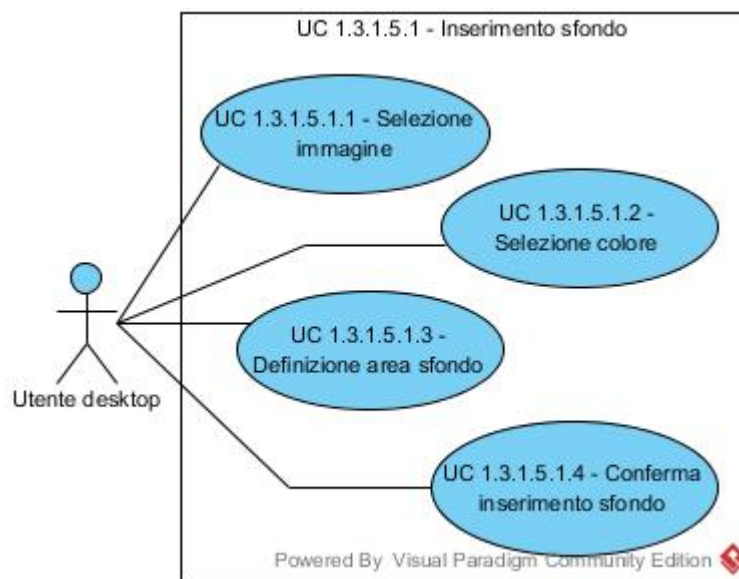 UC 1.3.1.5.1 - Inserimento sfondo
UC 1.3.1.5.1.1 - Selezione
immagine
UC 1.3.1.5.1.2 -
Selezione colore
UC 1.3.1.5.1.3 -
Definizione area sfondo
Utente desktop
UC 1.3.1.5.1.4 - Conferma
inserimento sfondo
Powered By Visual Paradigm Community Edition